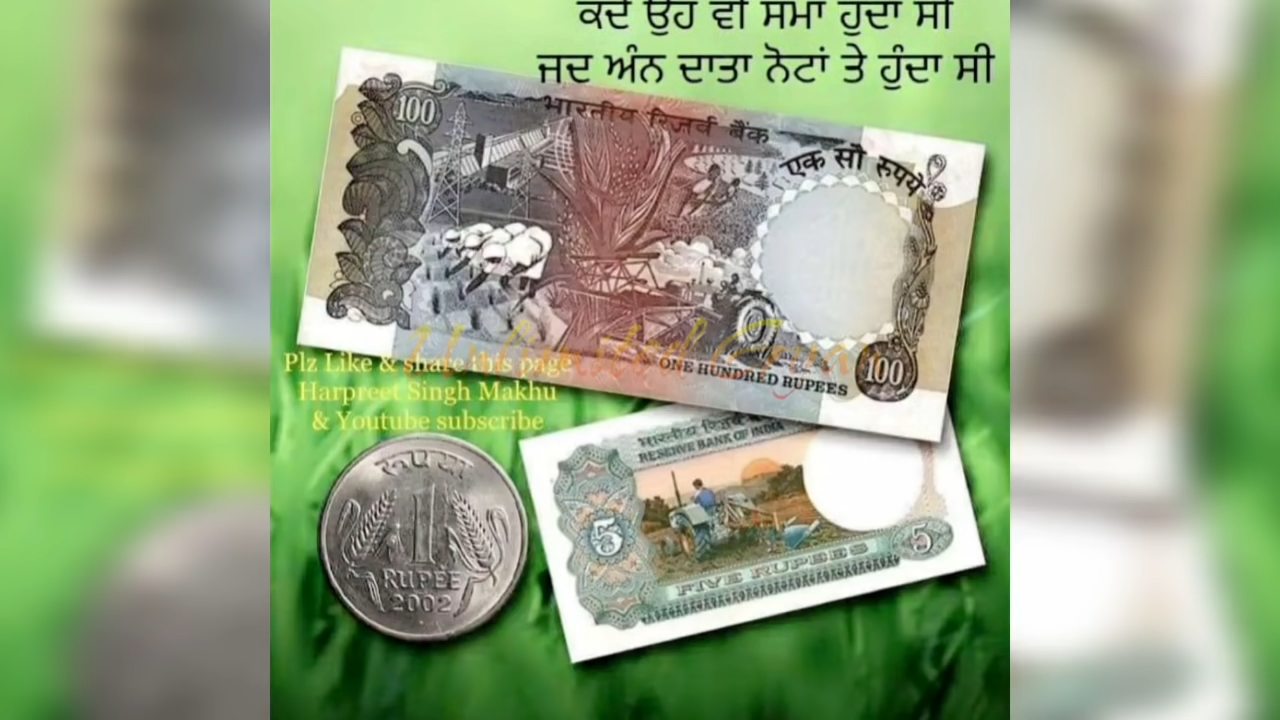 ਕਦੇ ਉਹ ਵੀ ਸਮਾਂ ਹੁੰਦਾ ਸੀ
ਜਦ ਅੰਨ ਦਾਤਾ ਨੋਟਾਂ ਤੇ ਹੁੰਦਾ ਸੀ
100
भारतीय रिज़र्व बैंक
एक सौ रुपये
ONE HUNDRED RUPEES
100
Plz Like & share this page
Harpreet Singh Makhu
& Youtube subscribe
रूपया
1
RUPEE
2002
भारतीय रिज़र्व
RESERVE BANK OF INDIA
5
5
FIVE RUPEES